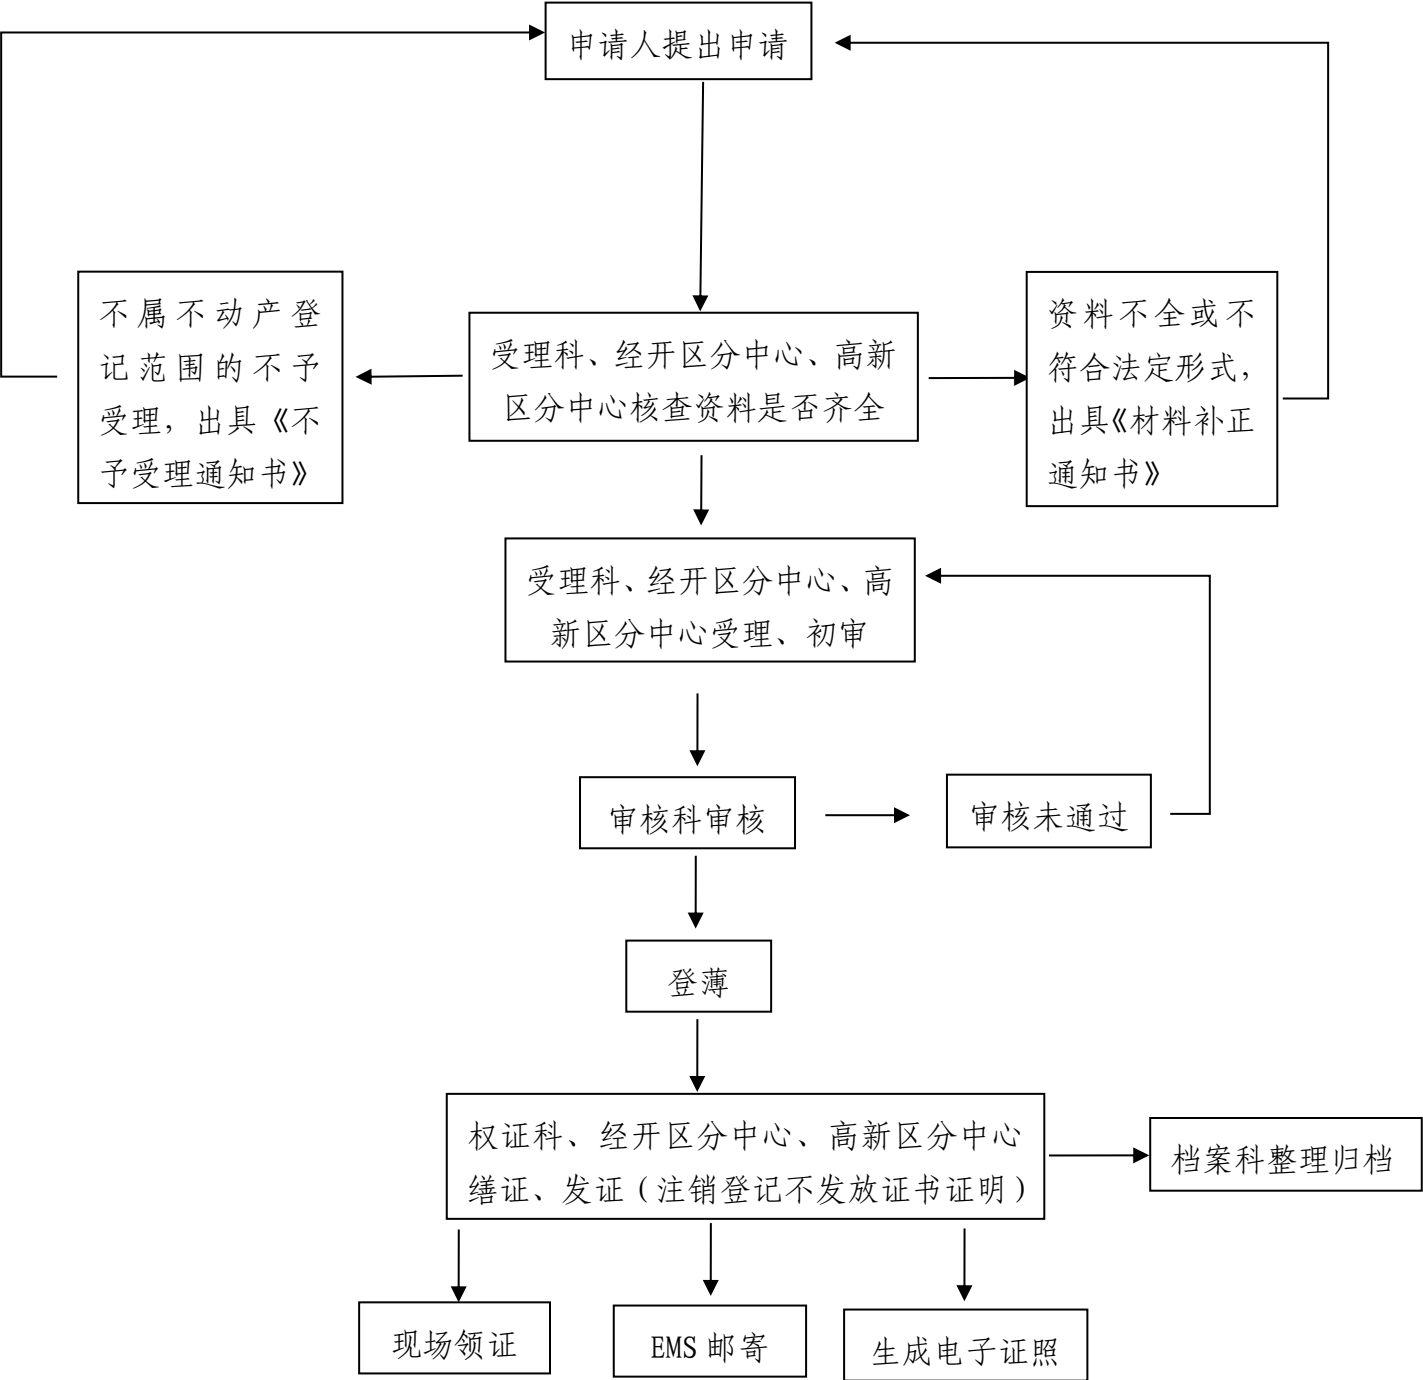 申请人提出申请
不属不动产登
记范围的不予
受理，出具《不
予受理通知书》
受理科、经开区分中心、高新
区分中心核查资料是否齐全
资料不全或不
符合法定形式，
出具《材料补正
通知书》
受理科、经开区分中心、高
新区分中心受理、初审
审核科审核
审核未通过
登薄
权证科、经开区分中心、高新区分中心
缮证、发证（注销登记不发放证书证明）
档案科整理归档
现场领证
EMS 邮寄
生成电子证照